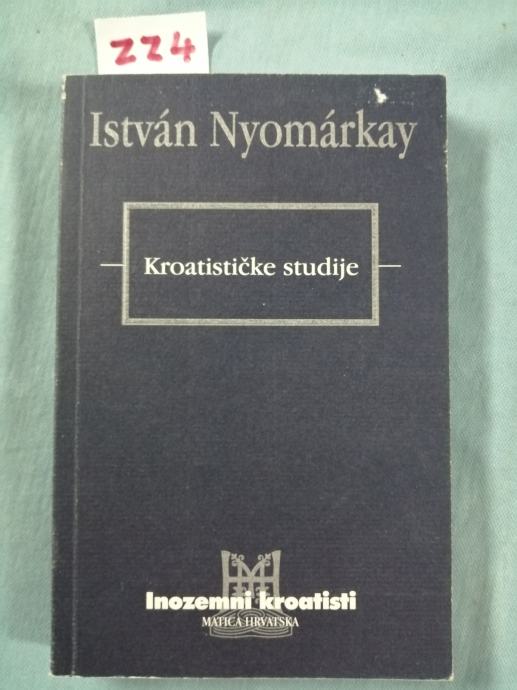 224
István Nyomárkay
Kroatističke studije
Inozemni kroatisti
MATICA HRVATSKA